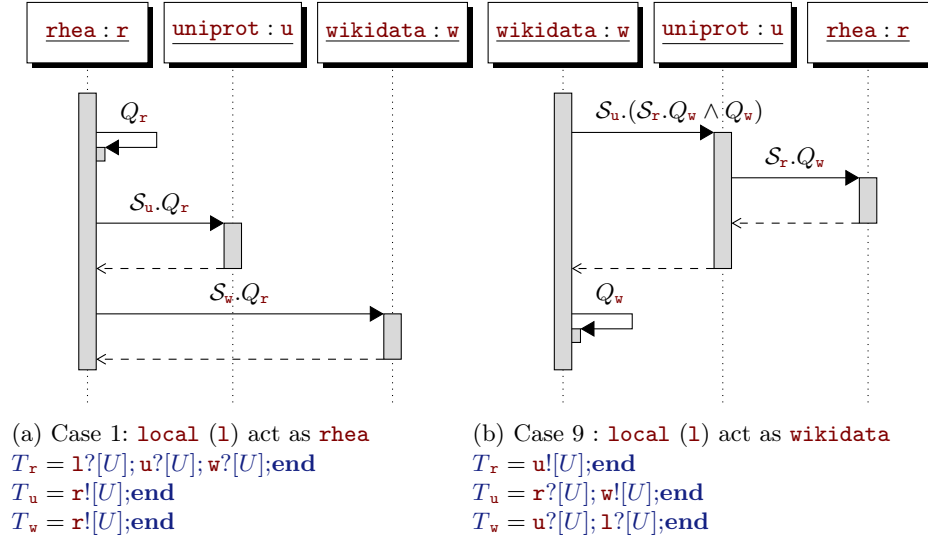 rhea : r
uniprot : u
wikidata : w
Q_r
S_u.Q_r
S_w.Q_r
(a) Case 1: local (l) act as rhea
T_r = l?[U]; u?[U]; w?[U];end
T_u = r![U];end
T_w = r![U];end
wikidata : w
uniprot : u
rhea : r
S_u.(S_r.Q_w ∧ Q_w)
S_r.Q_w
Q_w
(b) Case 9 : local (l) act as wikidata
T_r = u![U];end
T_u = r?[U]; w![U];end
T_w = u?[U]; l?[U];end